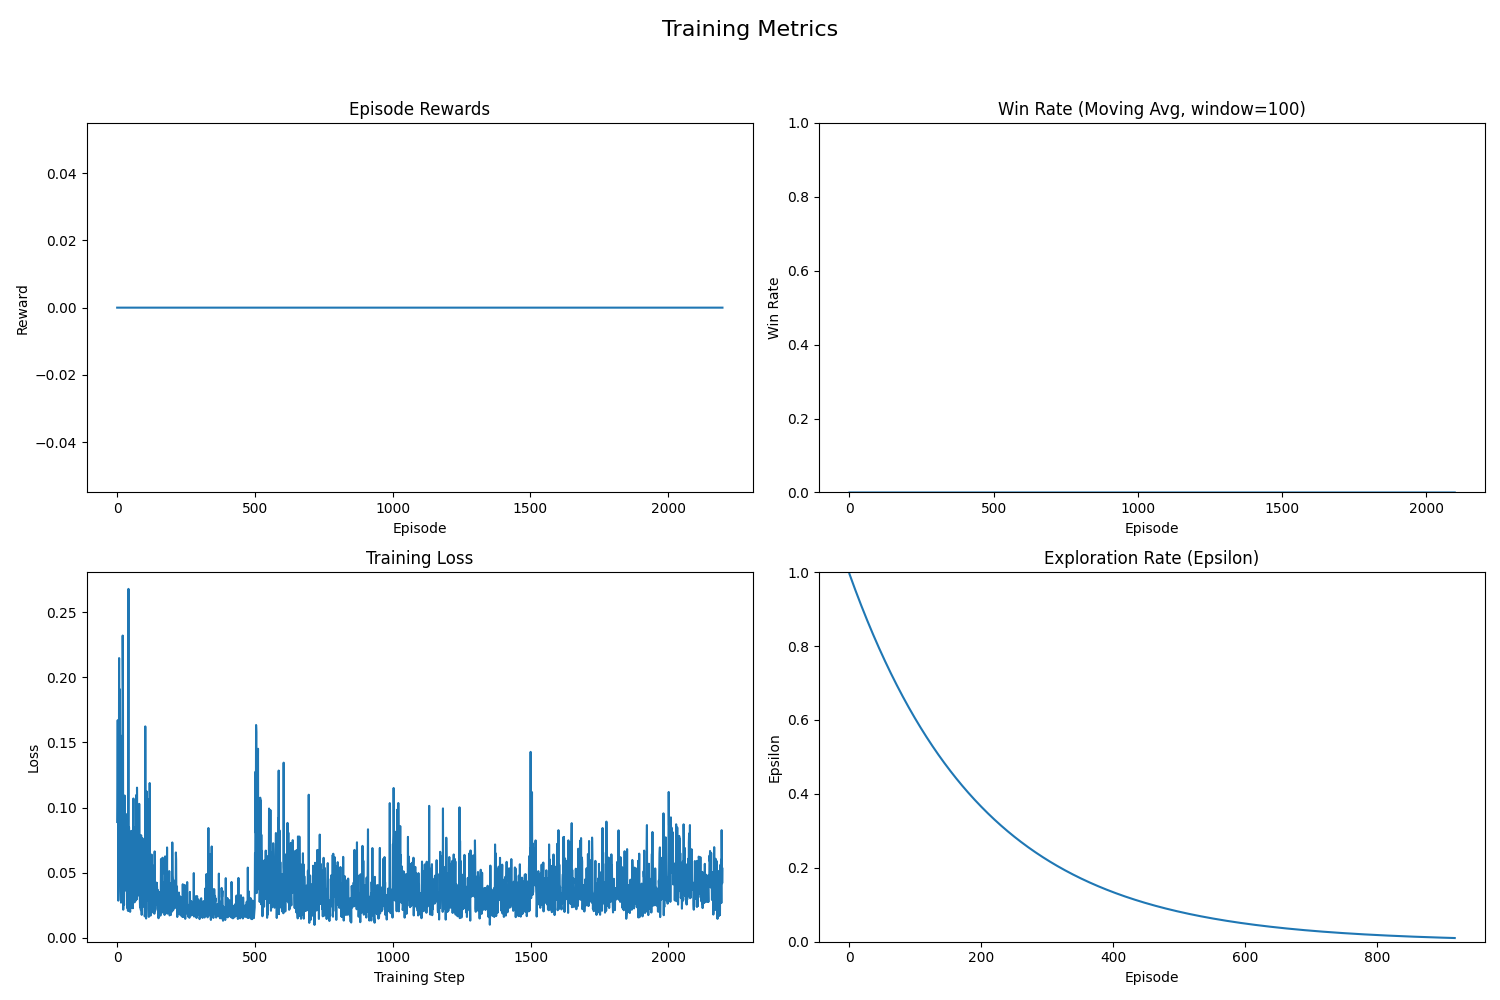 Training Metrics
Episode Rewards
0.04
0.02
0.00
−0.02
−0.04
Reward
0 500 1000 1500 2000
Episode
Win Rate (Moving Avg, window=100)
1.0
0.8
0.6
0.4
0.2
0.0
Win Rate
0 500 1000 1500 2000
Episode
Training Loss
0.25
0.20
0.15
0.10
0.05
0.00
Loss
0 500 1000 1500 2000
Training Step
Exploration Rate (Epsilon)
1.0
0.8
0.6
0.4
0.2
0.0
Epsilon
0 200 400 600 800
Episode